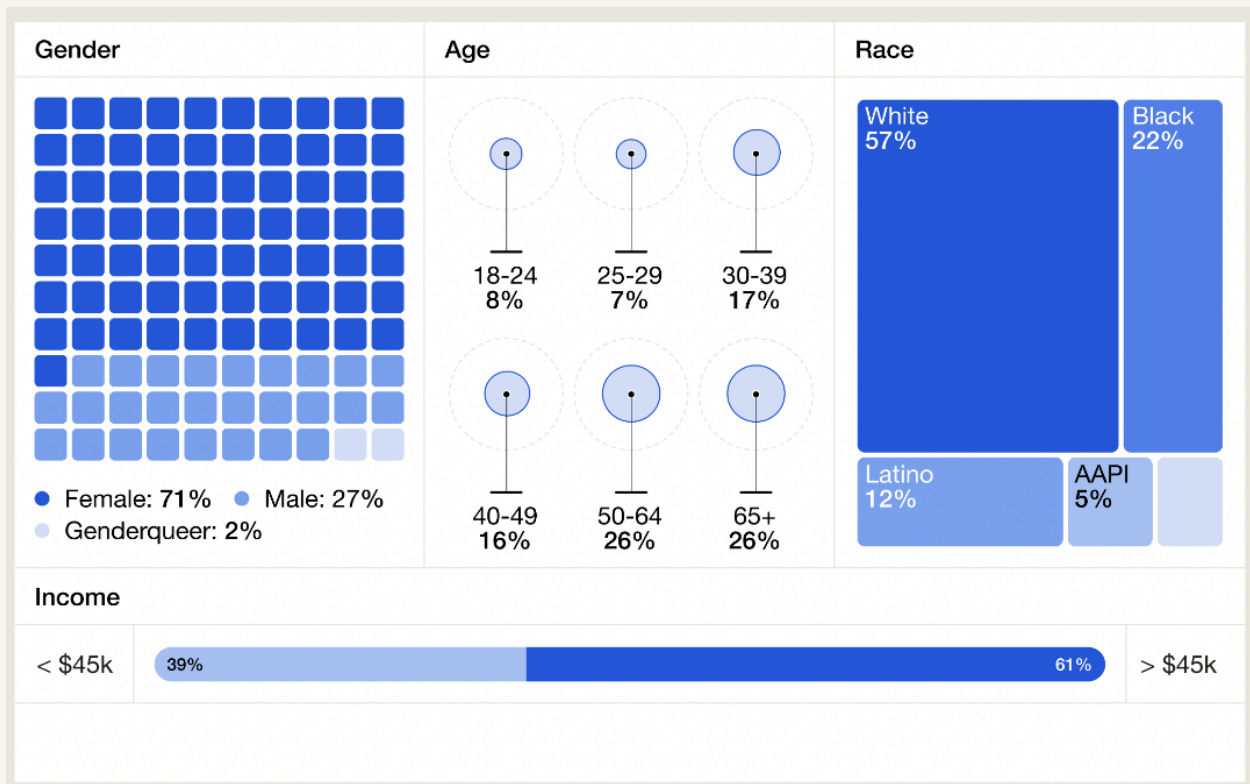 Gender
Female: 71% Male: 27%
Genderqueer: 2%
Age
18-24 25-29 30-39
8% 7% 17%
40-49 50-64 65+
16% 26% 26%
Race
White Black
57% 22%
Latino AAPI
12% 5%
Income
< $45k 39% 61% > $45k